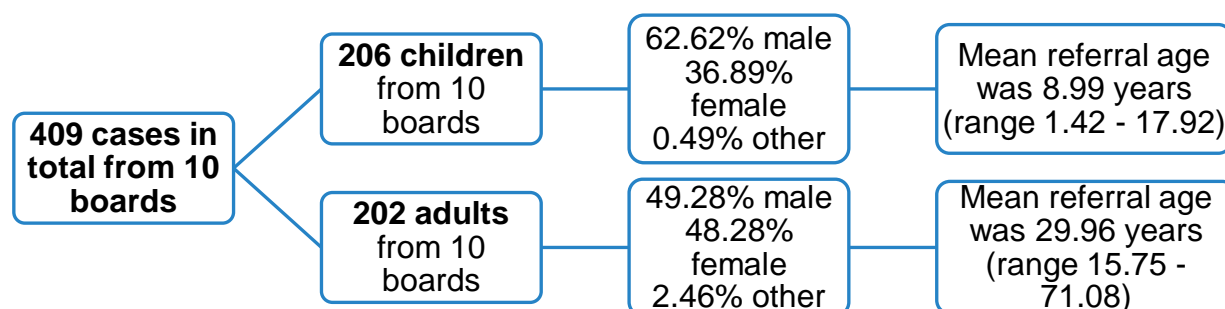 409 cases in
total from 10
boards
206 children
from 10
boards
62.62% male
36.89%
female
0.49% other
Mean referral age
was 8.99 years
(range 1.42 - 17.92)
202 adults
from 10
boards
49.28% male
48.28%
female
2.46% other
Mean referral age
was 29.96 years
(range 15.75 -
71.08)